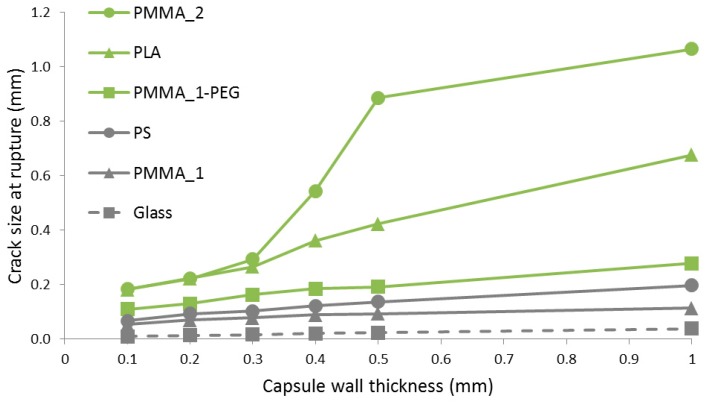 1.2
1.0
0.8
0.6
0.4
0.2
0.0
Crack size at rupture (mm)
PMMA_2
PLA
PMMA_1-PEG
PS
PMMA_1
Glass
0 0.1 0.2 0.3 0.4 0.5 0.6 0.7 0.8 0.9 1
Capsule wall thickness (mm)